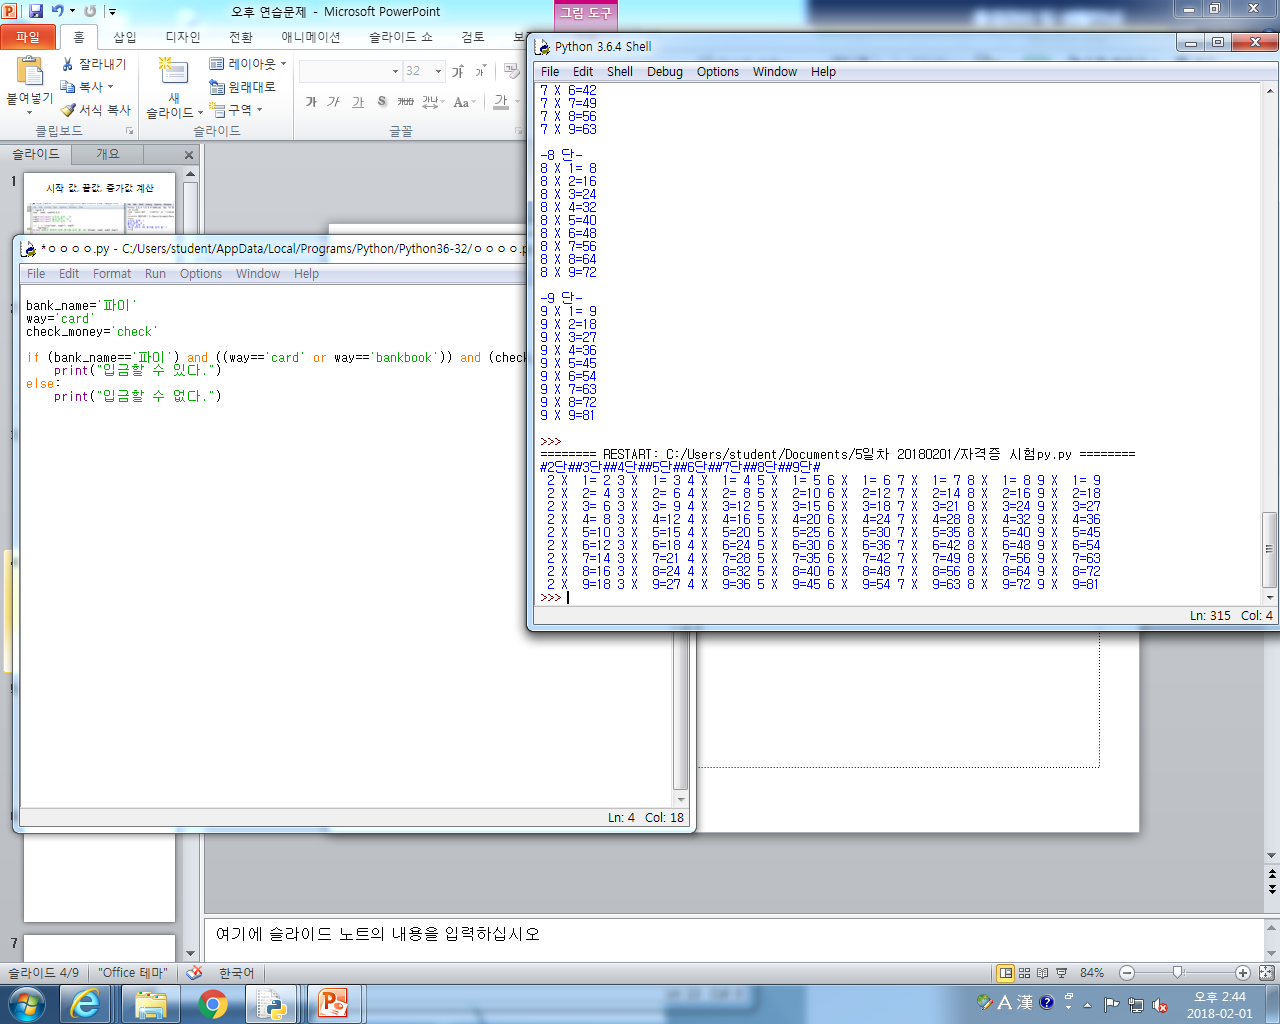 오후 연습문제 - Microsoft PowerPoint
그림 도구
파일 홈 삽입 디자인 전환 애니메이션 슬라이드 쇼 검토
붙여넣기
잘라내기
복사
서식 복사
클립보드
새
슬라이드
레이아웃
원래대로
구역
슬라이드
32
가 가 가 S 가나 Aa 가
글꼴
슬라이드 개요
1
시작 값, 끝값, 증가값 계산
7
*ㅇㅇㅇㅇ.py - C:/Users/student/AppData/Local/Programs/Python/Python36-32/ㅇㅇㅇㅇ.p
File Edit Format Run Options Window Help
bank_name='파이'
way='card'
check_money='check'
if (bank_name=='파이') and ((way=='card' or way=='bankbook')) and (check
print("입금할 수 있다.")
else:
print("입금할 수 없다.")
Ln: 4 Col: 18
Python 3.6.4 Shell
File Edit Shell Debug Options Window Help
7 X 6=42
7 X 7=49
7 X 8=56
7 X 9=63
-8 단-
8 X 1= 8
8 X 2=16
8 X 3=24
8 X 4=32
8 X 5=40
8 X 6=48
8 X 7=56
8 X 8=64
8 X 9=72
-9 단-
9 X 1= 9
9 X 2=18
9 X 3=27
9 X 4=36
9 X 5=45
9 X 6=54
9 X 7=63
9 X 8=72
9 X 9=81
>>>
======== RESTART: C:/Users/student/Documents/5일차 20180201/자격증 시험py.py ========
#2단##3단##4단##5단##6단##7단##8단##9단#
2 X  1= 2 3 X  1= 3 4 X  1= 4 5 X  1= 5 6 X  1= 6 7 X  1= 7 8 X  1= 8 9 X  1= 9
2 X  2= 4 3 X  2= 6 4 X  2= 8 5 X  2=10 6 X  2=12 7 X  2=14 8 X  2=16 9 X  2=18
2 X  3= 6 3 X  3= 9 4 X  3=12 5 X  3=15 6 X  3=18 7 X  3=21 8 X  3=24 9 X  3=27
2 X  4= 8 3 X  4=12 4 X  4=16 5 X  4=20 6 X  4=24 7 X  4=28 8 X  4=32 9 X  4=36
2 X  5=10 3 X  5=15 4 X  5=20 5 X  5=25 6 X  5=30 7 X  5=35 8 X  5=40 9 X  5=45
2 X  6=12 3 X  6=18 4 X  6=24 5 X  6=30 6 X  6=36 7 X  6=42 8 X  6=48 9 X  6=54
2 X  7=14 3 X  7=21 4 X  7=28 5 X  7=35 6 X  7=42 7 X  7=49 8 X  7=56 9 X  7=63
2 X  8=16 3 X  8=24 4 X  8=32 5 X  8=40 6 X  8=48 7 X  8=56 8 X  8=64 9 X  8=72
2 X  9=18 3 X  9=27 4 X  9=36 5 X  9=45 6 X  9=54 7 X  9=63 8 X  9=72 9 X  9=81
>>>
Ln: 315 Col: 4
여기에 슬라이드 노트의 내용을 입력하십시오
슬라이드 4/9 "Office 테마" 한국어 84%
A 漢
오후 2:44
2018-02-01